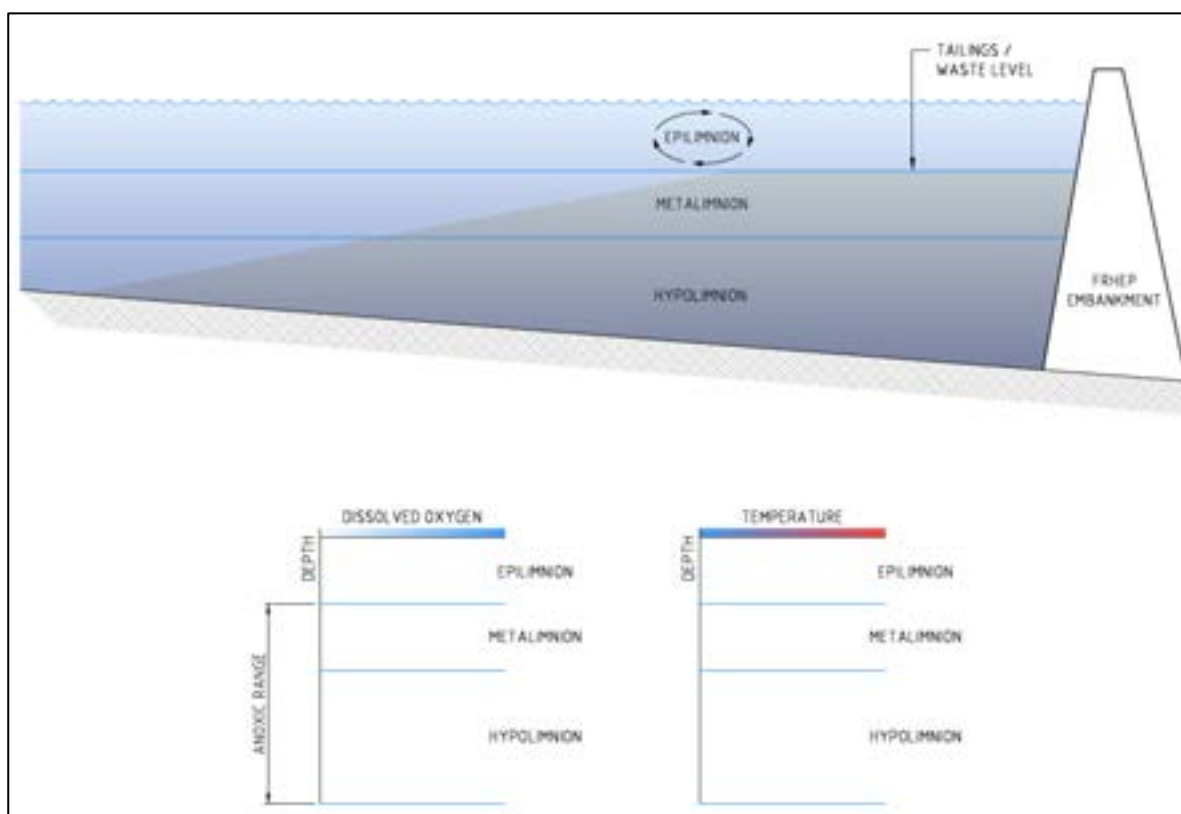 TAILINGS /
WASTE LEVEL
EPILIMNION
METALIMNION
HYPOLIMNION
FRHEP
EMBANKMENT
DISSOLVED OXYGEN
TEMPERATURE
DEPTH
EPILIMNION
DEPTH
EPILIMNION
METALIMNION
METALIMNION
ANOXIC RANGE
HYPOLIMNION
HYPOLIMNION